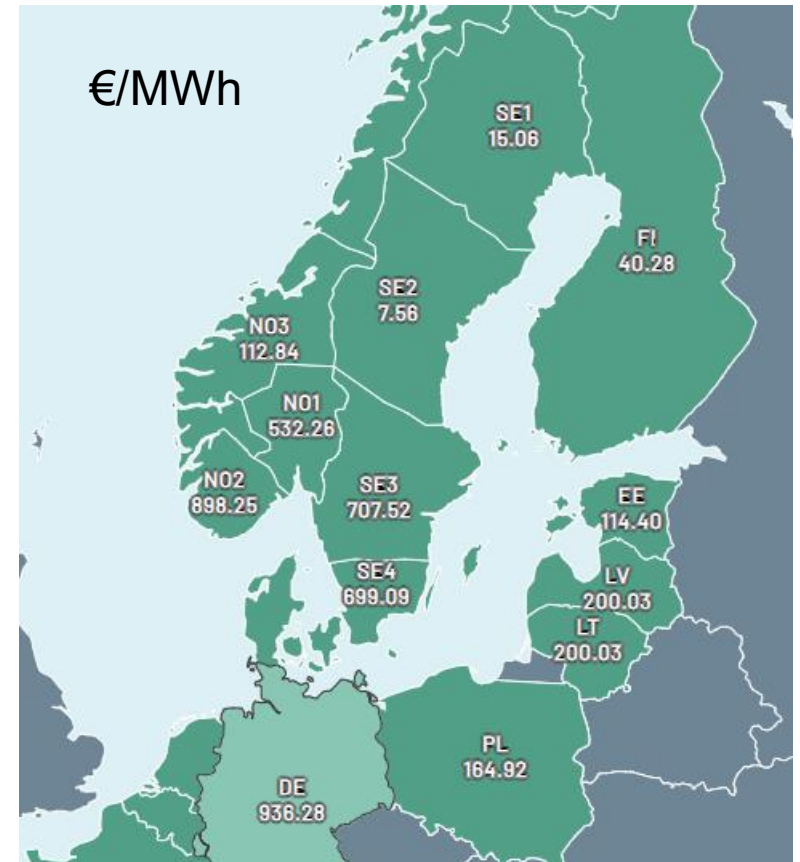 €/MWh
SE1
15.06
FI
40.28
SE2
7.56
NO3
112.84
NO1
532.26
NO2
898.25
SE3
707.52
EE
114.40
SE4
699.09
LV
200.03
LT
200.03
PL
164.92
DE
936.28